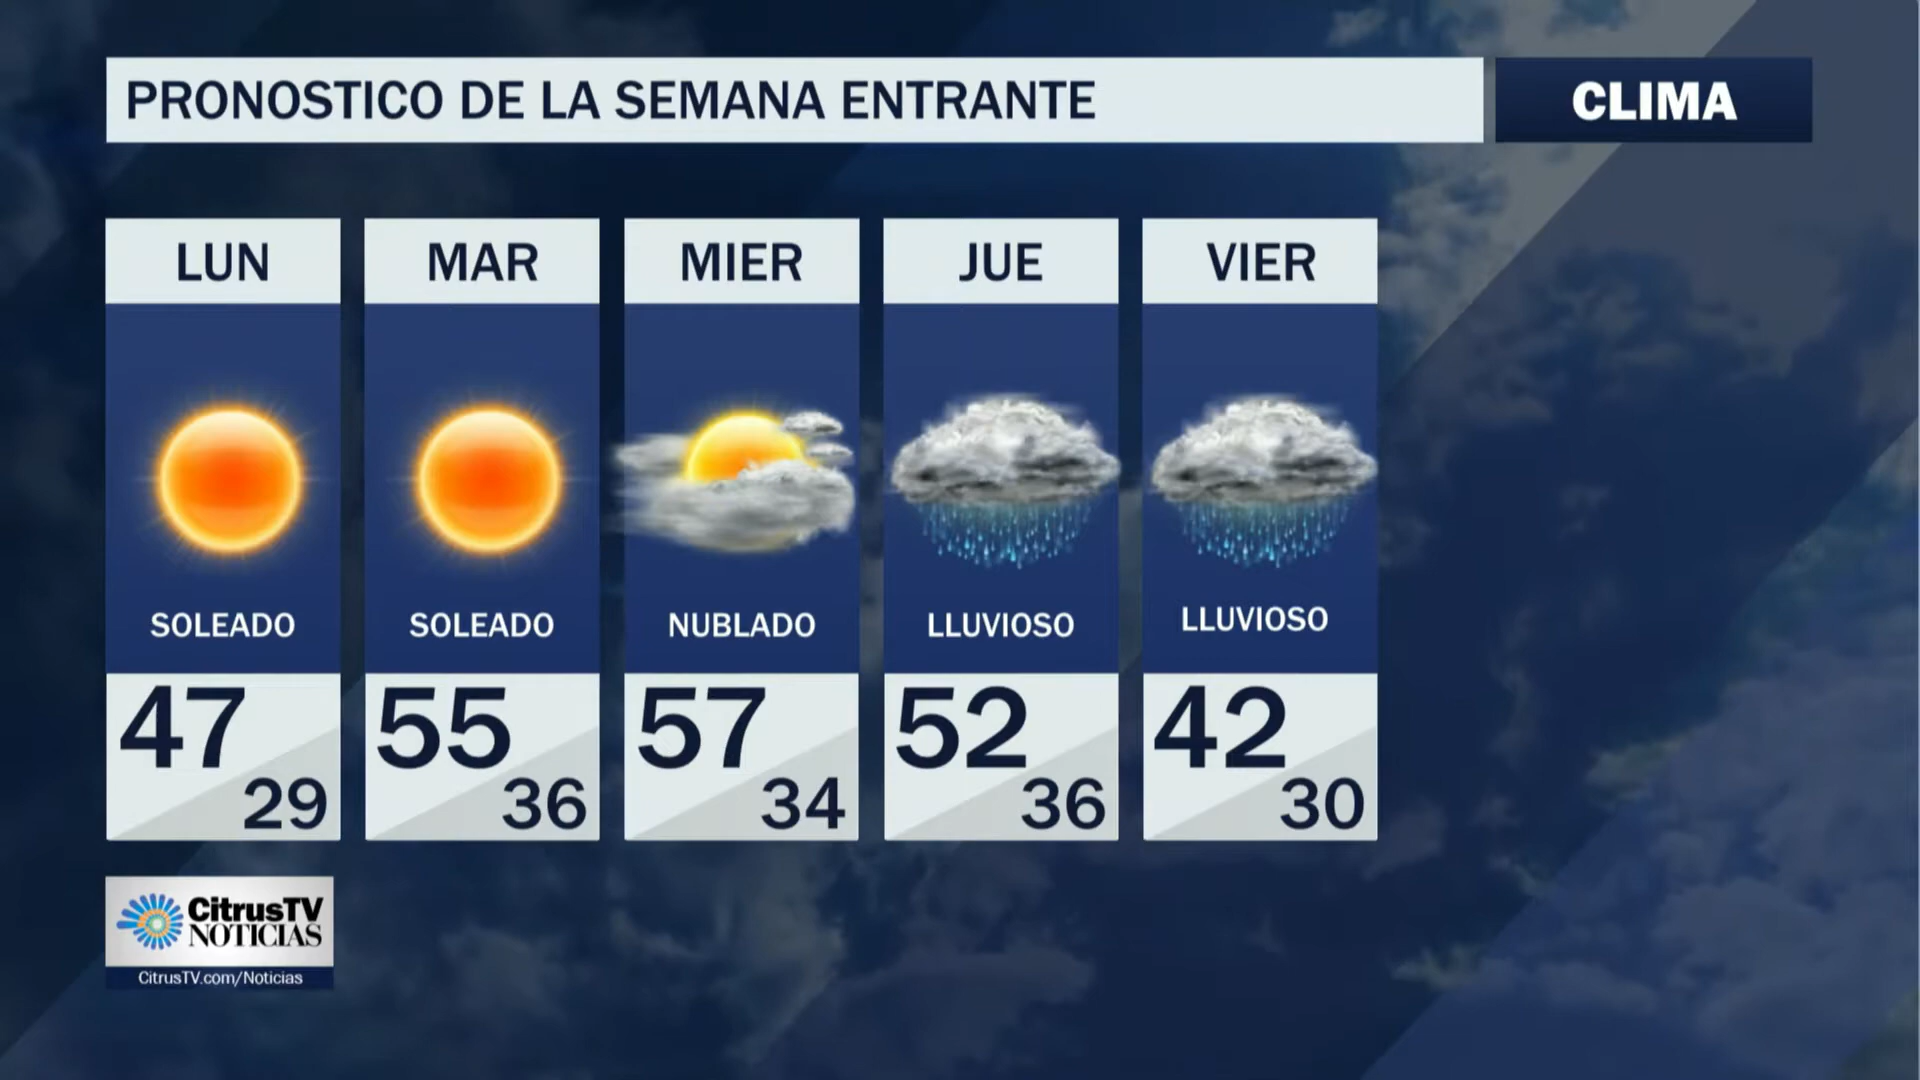 PRONOSTICO DE LA SEMANA ENTRANTE
CLIMA
LUN
MAR
MIER
JUE
VIER
SOLEADO
SOLEADO
NUBLADO
LLUVIOSO
LLUVIOSO
47
55
57
52
42
29
36
34
36
30
CitrusTV
NOTICIAS
CitrusTV.com/Noticias